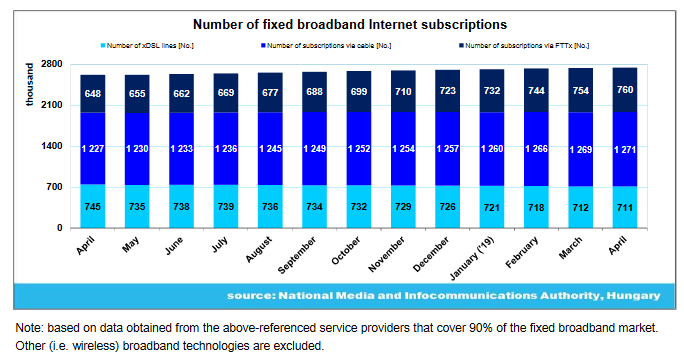 Number of fixed broadband Internet subscriptions
Number of xDSL lines [No.] Number of subscriptions via cable [No.] Number of subscriptions via FTTx [No.]
thousand
2800
2100
1400
700
0
648 655 662 669 677 688 699 710 723 732 744 754 760
1 227 1 230 1 233 1 236 1 245 1 249 1 252 1 254 1 257 1 260 1 266 1 269 1 271
745 735 738 739 736 734 732 729 726 721 718 712 711
April May June July August September October November December January ('19) February March April
source: National Media and Infocommunications Authority, Hungary
Note: based on data obtained from the above-referenced service providers that cover 90% of the fixed broadband market.
Other (i.e. wireless) broadband technologies are excluded.